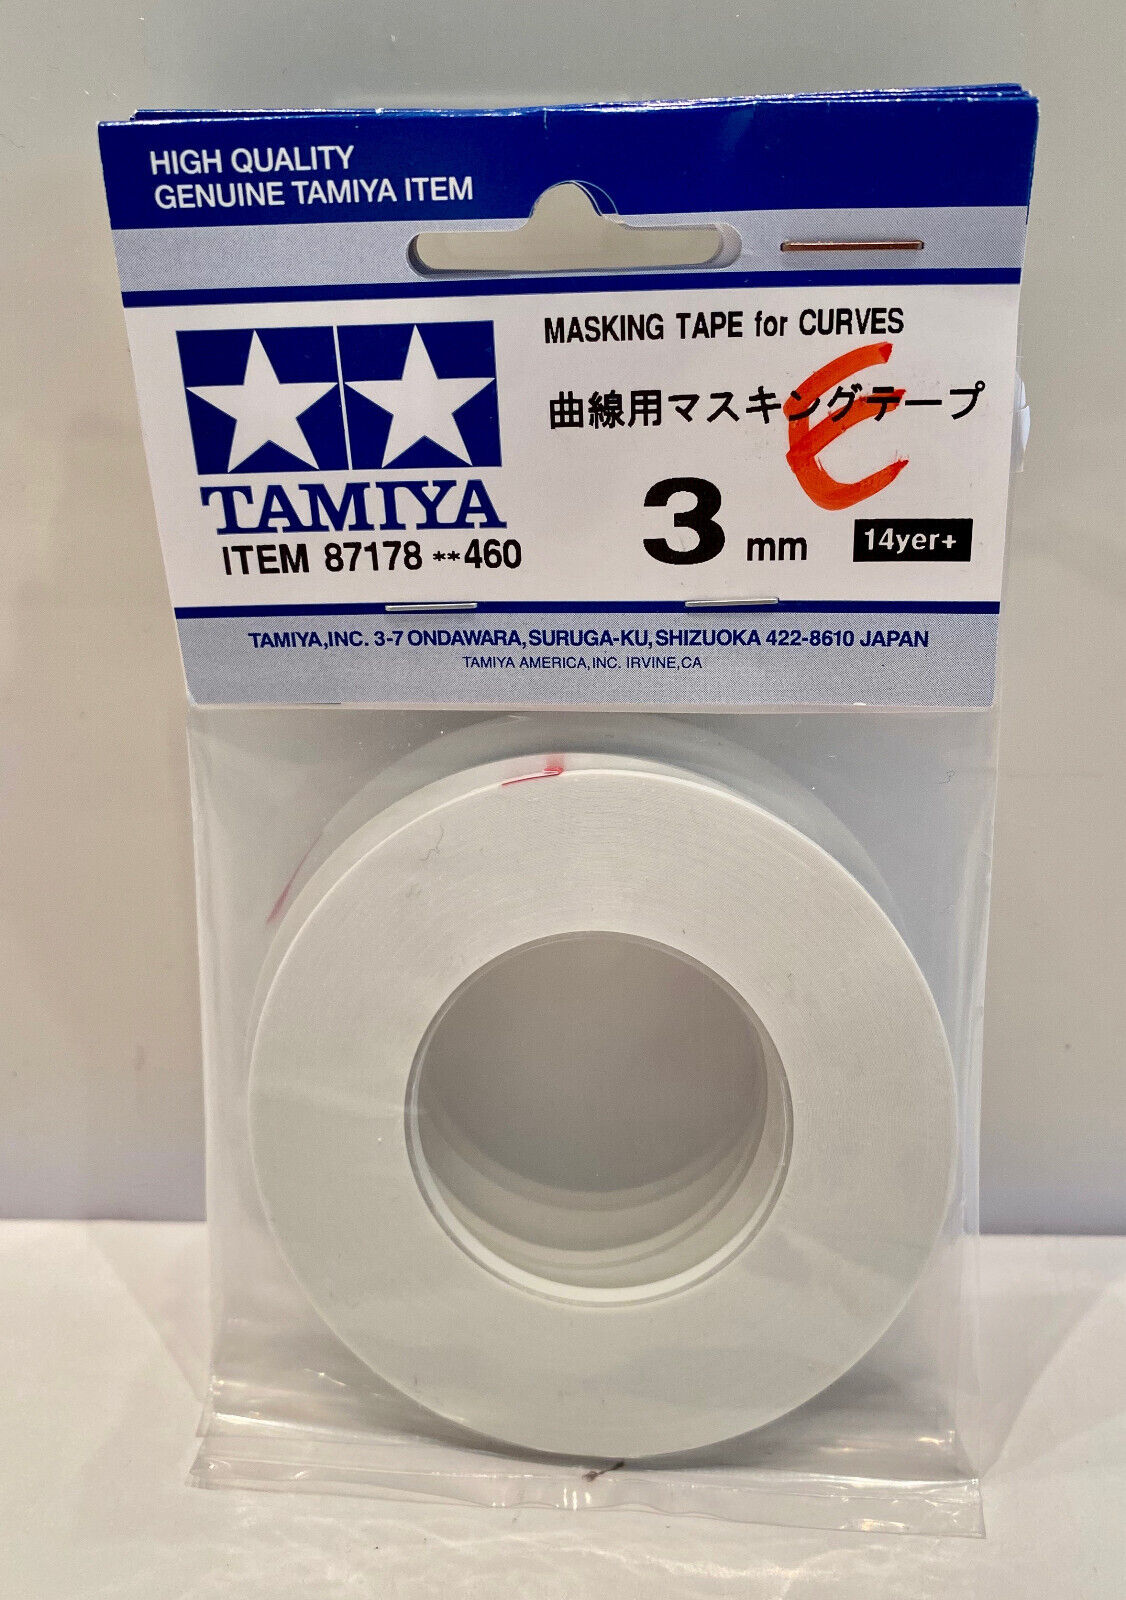 HIGH QUALITY
GENUINE TAMIYA ITEM
MASKING TAPE for CURVES
曲線用マスキングテープ
3 mm
14yer+
TAMIYA
ITEM 87178 **460
TAMIYA,INC. 3-7 ONDAWARA,SURUGA-KU,SHIZUOKA 422-8610 JAPAN
TAMIYA AMERICA,INC. IRVINE,CA